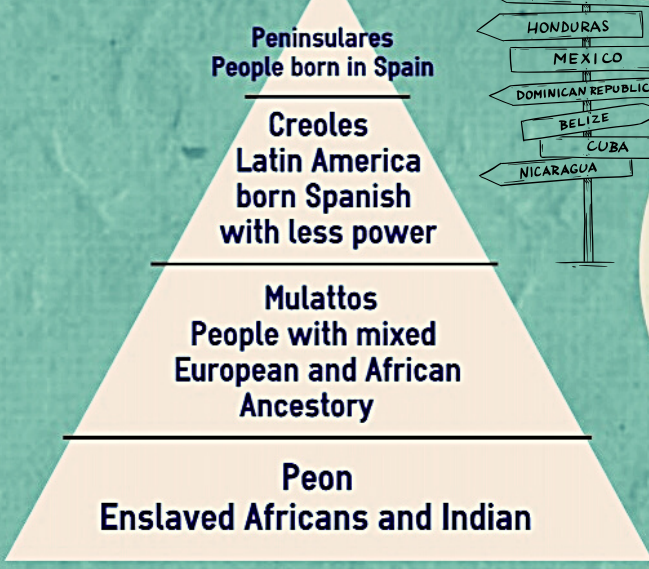 Peninsulares
People born in Spain
Creoles
Latin America
born Spanish
with less power
Mulattos
People with mixed
European and African
Ancestory
Peon
Enslaved Africans and Indian
HONDURAS
MEXICO
DOMINICAN REPUBLIC
BELIZE
CUBA
NICARAGUA